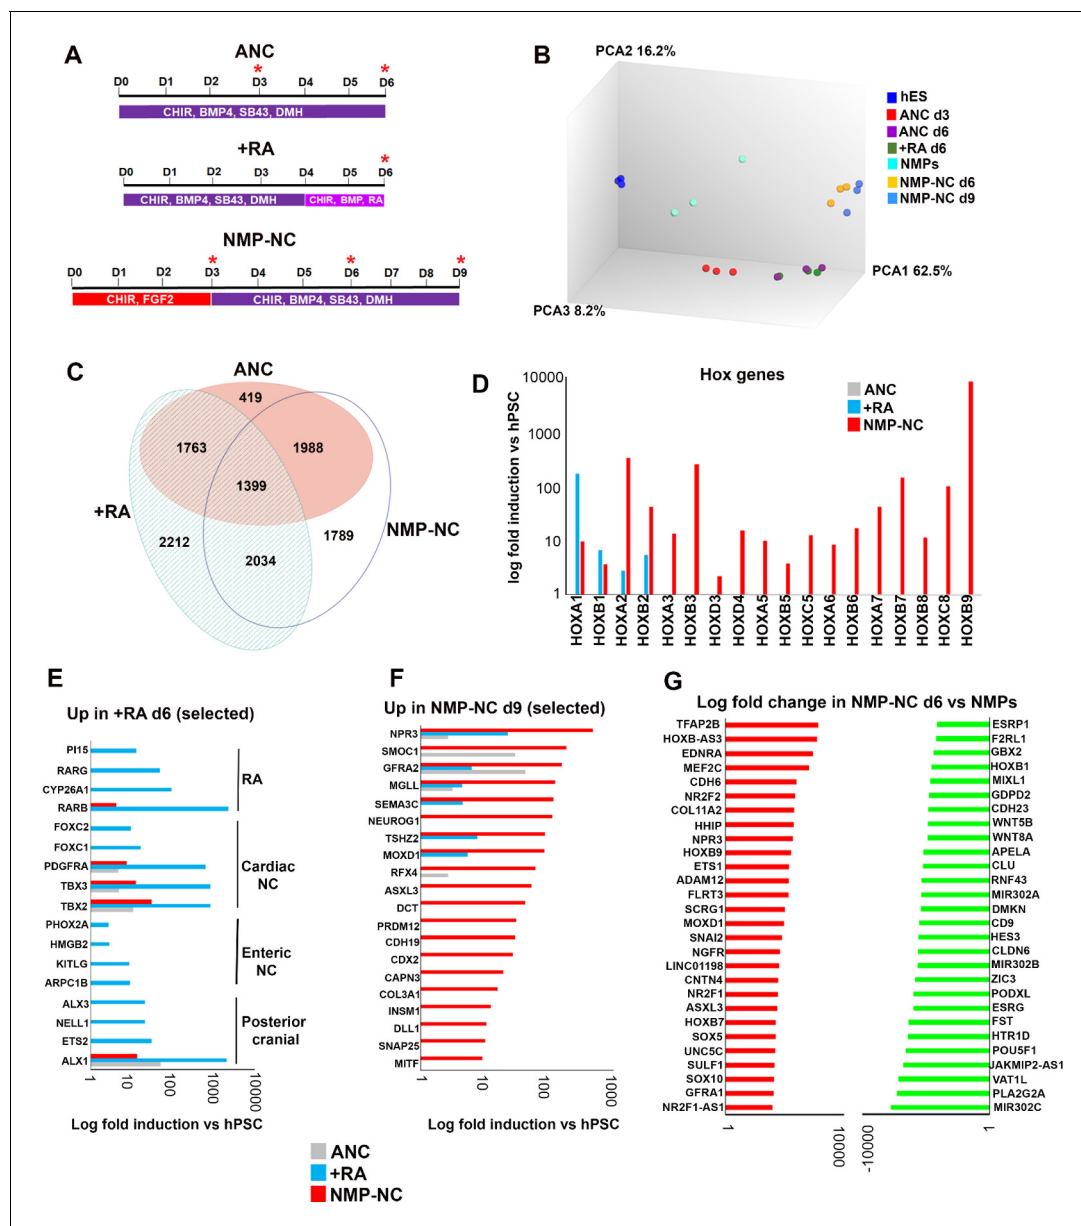 A
ANC
* *
D0 D1 D2 D3 D4 D5 D6
CHIR, BMP4, SB43, DMH
+RA
*
D0 D1 D2 D3 D4 D5 D6
CHIR, BMP4, SB43, DMH CHIR, BMP, RA
NMP-NC
* * *
D0 D1 D2 D3 D4 D5 D6 D7 D8 D9
CHIR, FGF2 CHIR, BMP4, SB43, DMH
B
PCA2 16.2%
PCA1 62.5%
PCA3 8.2%
hES
ANC d3
ANC d6
+RA d6
NMPs
NMP-NC d6
NMP-NC d9
C
ANC
419
1763
1988
1399
+RA
NMP-NC
2212
2034
1789
D
Hox genes
log fold induction vs hPSC
10000
1000
100
10
1
ANC
+RA
NMP-NC
HOXA1
HOXB1
HOXA2
HOXB2
HOXA3
HOXB3
HOXD3
HOXD4
HOXA5
HOXB5
HOXC5
HOXA6
HOXB6
HOXA7
HOXB7
HOXB8
HOXC8
HOXB9
E
Up in +RA d6 (selected)
PI15
RARG
CYP26A1
RARB
FOXC2
FOXC1
PDGFRA
TBX3
TBX2
PHOX2A
HMGB2
KITLG
ARPC1B
ALX3
NELL1
ETS2
ALX1
RA
Cardiac
NC
Enteric
NC
Posterior
cranial
1 10 100 1000 10000
Log fold induction vs hPSC
F
Up in NMP-NC d9 (selected)
NPR3
SMOC1
GFRA2
MGLL
SEMA3C
NEUROG1
TSHZ2
MOXD1
RFX4
ASXL3
DCT
PRDM12
CDH19
CDX2
CAPN3
COL3A1
INSM1
DLL1
SNAP25
MITF
1 10 100 1000
Log fold induction vs hPSC
ANC
+RA
NMP-NC
G
Log fold change in NMP-NC d6 vs NMPs
TFAP2B
HOXB-AS3
EDNRA
MEF2C
CDH6
NR2F2
COL11A2
HHIP
NPR3
HOXB9
ETS1
ADAM12
FLRT3
SCRG1
MOXD1
SNAI2
NGFR
LINC01198
CNTN4
NR2F1
ASXL3
HOXB7
SOX5
UNC5C
SULF1
SOX10
GFRA1
NR2F1-AS1
1 10000
ESRP1
F2RL1
GBX2
HOXB1
MIXL1
GDPD2
CDH23
WNT5B
WNT8A
APELA
CLU
RNF43
MIR302A
DMKN
CD9
HES3
CLDN6
MIR302B
ZIC3
PODXL
ESRG
FST
HTR1D
POU5F1
JAKMIP2-AS1
VAT1L
PLA2G2A
MIR302C
-10000 1